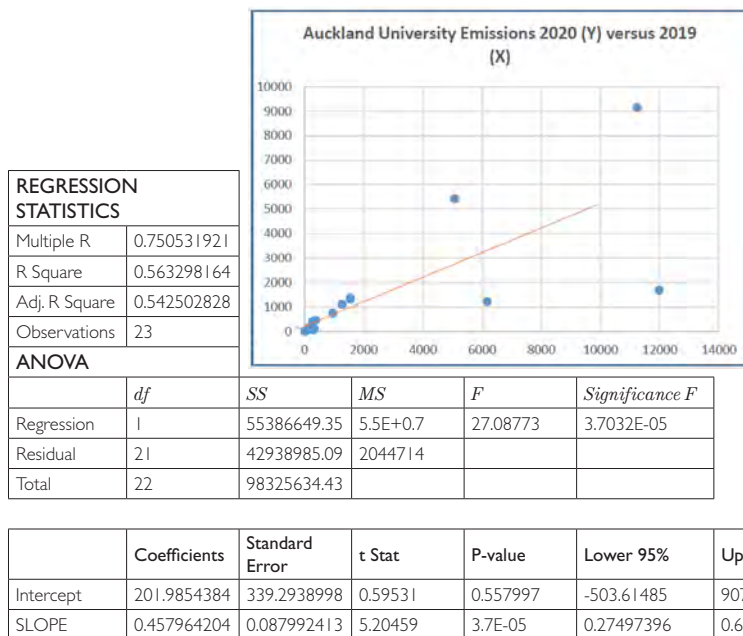 Auckland University Emissions 2020 (Y) versus 2019
(X)
10000
9000
8000
7000
6000
5000
4000
3000
2000
1000
0
0 2000 4000 6000 8000 10000 12000 14000
REGRESSION
STATISTICS
Multiple R 0.750531921
R Square 0.563298164
Adj. R Square 0.542502828
Observations 23
ANOVA
df SS MS F Significance F
Regression 1 55386649.35 5.5E+0.7 27.08773 3.7032E-05
Residual 21 42938985.09 2044714
Total 22 98325634.43
Coefficients Standard Error t Stat P-value Lower 95% Up
Intercept 201.9854384 339.2938998 0.59531 0.557997 -503.61485 907
SLOPE 0.457964204 0.087992413 5.20459 3.7E-05 0.27497396 0.6